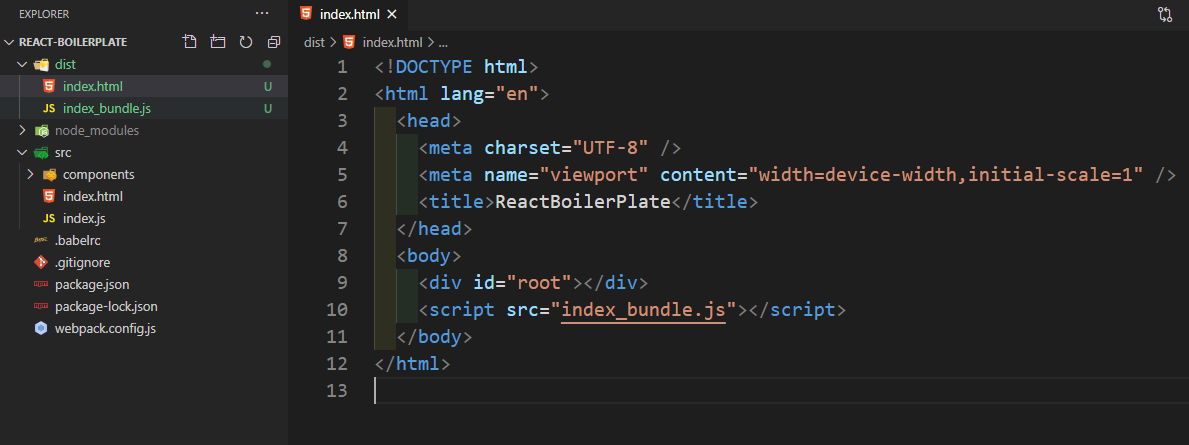 EXPLORER
REACT-BOILERPLATE
dist
index.html U
JS index_bundle.js U
node_modules
src
components
index.html
JS index.js
.babelrc
.gitignore
package.json
package-lock.json
webpack.config.js
index.html
dist > index.html > ...
1 <!DOCTYPE html>
2 <html lang="en">
3 <head>
4 <meta charset="UTF-8" />
5 <meta name="viewport" content="width=device-width,initial-scale=1" />
6 <title>ReactBoilerPlate</title>
7 </head>
8 <body>
9 <div id="root"></div>
10 <script src="index_bundle.js"></script>
11 </body>
12 </html>
13